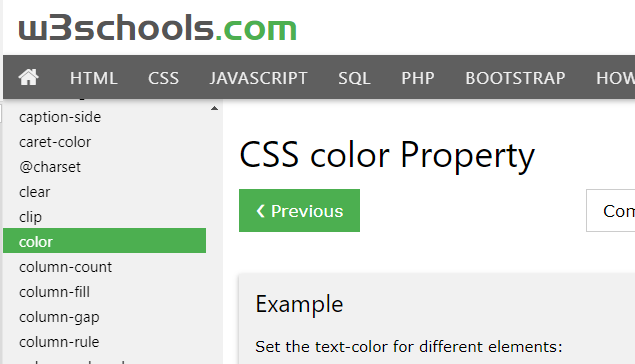 w3schools.com
HTML CSS JAVASCRIPT SQL PHP BOOTSTRAP HOW
caption-side
caret-color
@charset
clear
clip
color
column-count
column-fill
column-gap
column-rule
CSS color Property
❮ Previous
Com
Example
Set the text-color for different elements: